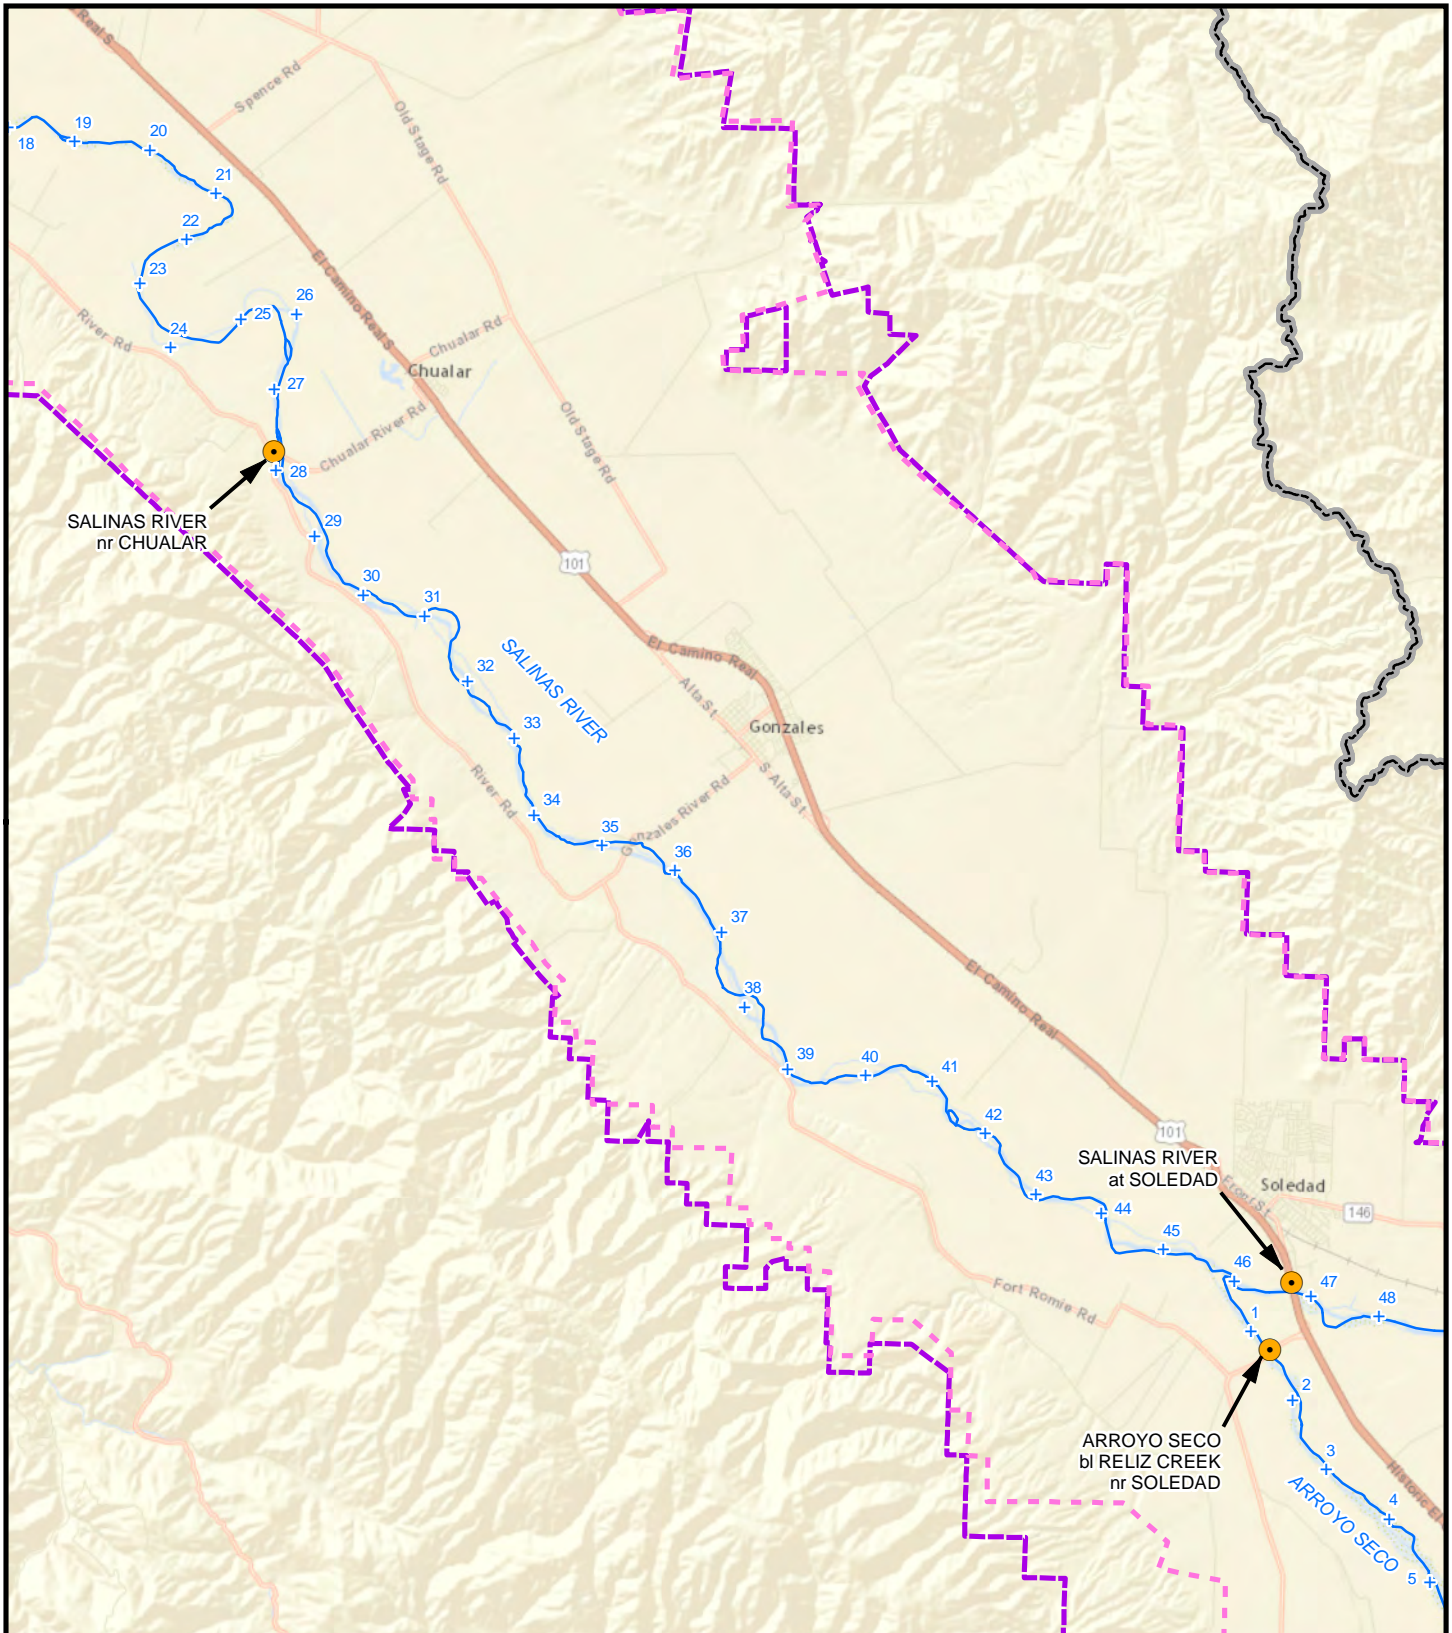 Real S
Spence Rd
19
20
18
Old Stage Rd
21
22
23
El Camino Real S
26
25
River Rd
24
Chualar Rd
Chualar
27
Chualar River Rd
Old Stage Rd
28
SALINAS RIVER
nr CHUALAR
29
101
30
31
El Camino Real
32
SALINAS RIVER
Alta St
33
Gonzales
River Rd
S Alta St
34
Gonzales River Rd
35
36
37
El Camino Real
38
39
40
41
42
101
SALINAS RIVER
at SOLEDAD
43
Front St
Soledad
44
146
45
46
Fort Romie Rd
47
48
1
2
ARROYO SECO
bl RELIZ CREEK
nr SOLEDAD
3
Historic El
4
ARROYO SECO
5